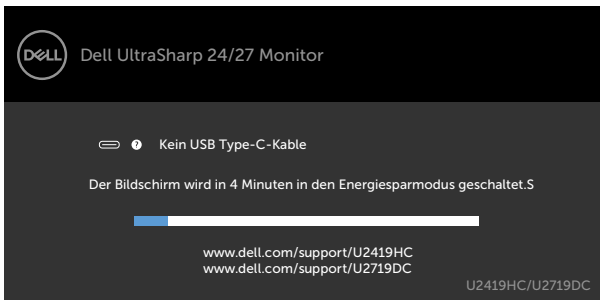 DELL
Dell UltraSharp 24/27 Monitor
? Kein USB Type-C-Kable
Der Bildschirm wird in 4 Minuten in den Energiesparmodus geschaltet.S
www.dell.com/support/U2419HC
www.dell.com/support/U2719DC
U2419HC/U2719DC